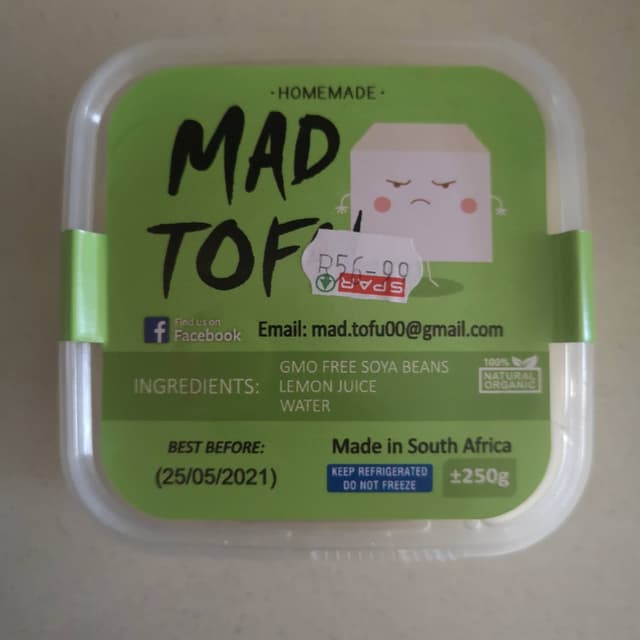 ·HOMEMADE·
MAD
TOFU
R56-99
SPAR
Find us on
Facebook
Email: mad.tofu00@gmail.com
INGREDIENTS:
GMO FREE SOYA BEANS
LEMON JUICE
WATER
100%
NATURAL
ORGANIC
BEST BEFORE:
(25/05/2021)
Made in South Africa
KEEP REFRIGERATED
DO NOT FREEZE
±250g